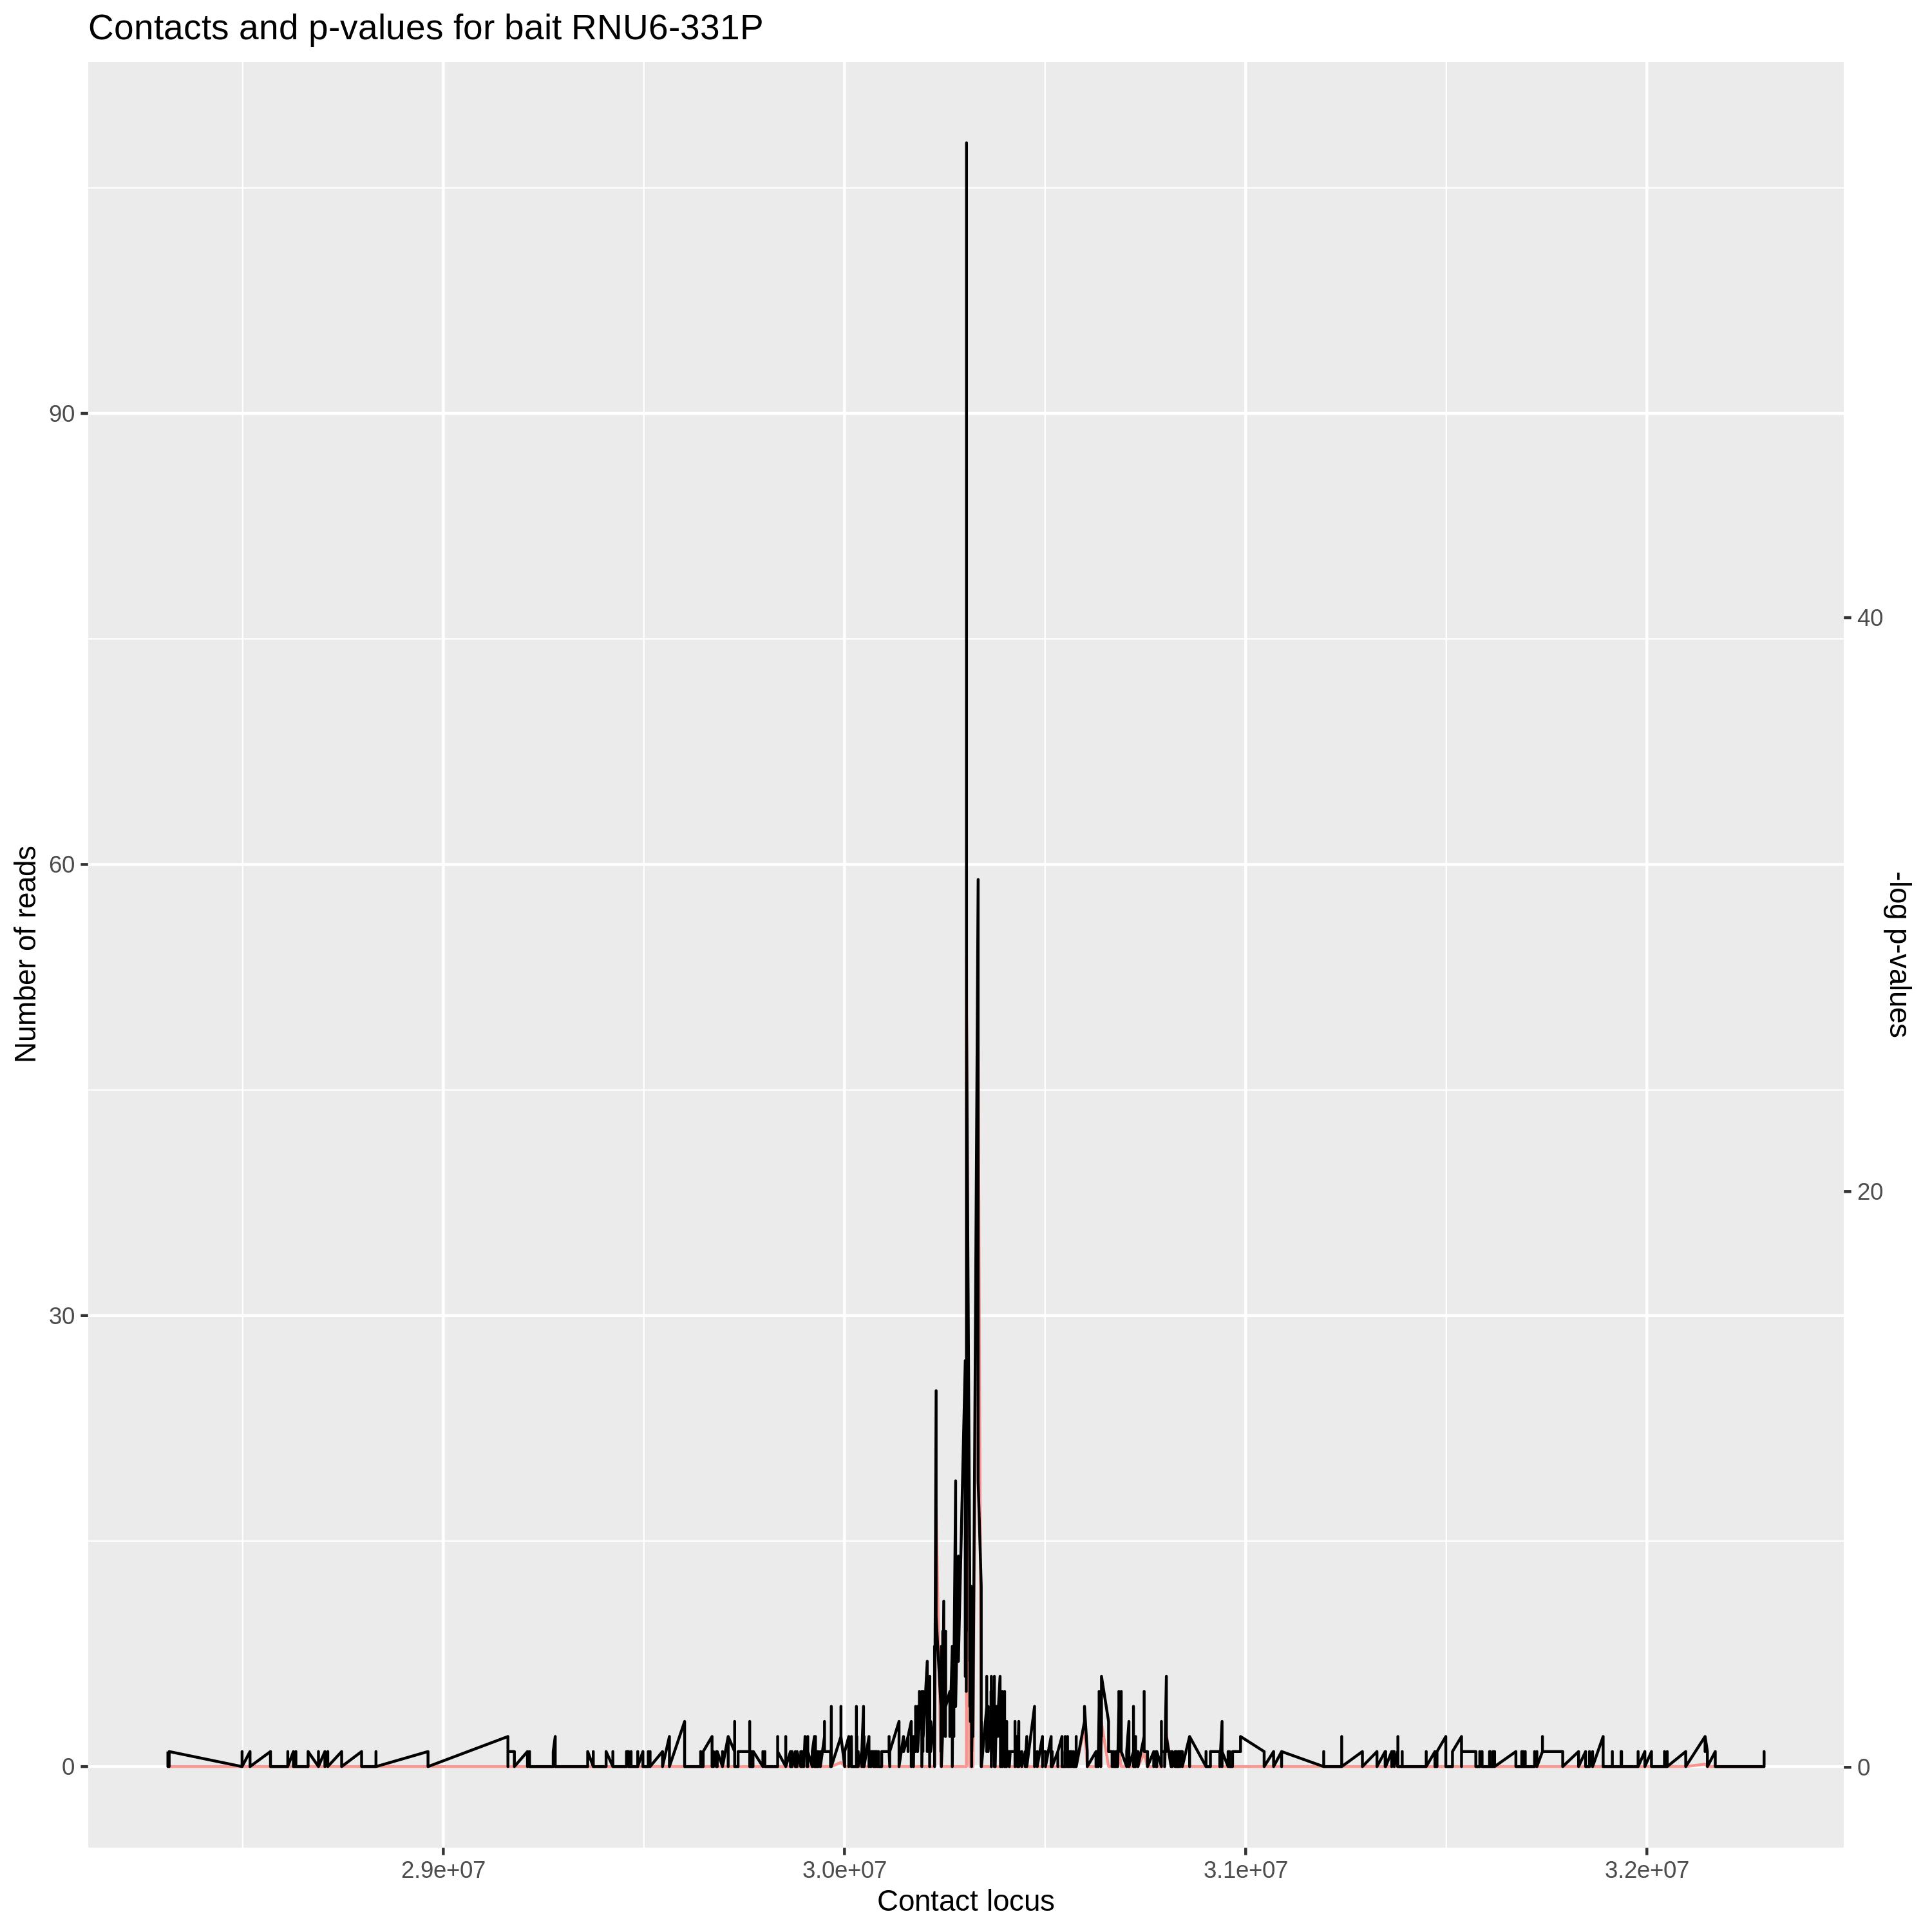 Contacts and p-values for bait RNU6-331P
90
60
30
0
40
20
0
Number of reads
-log p-values
2.9e+07
3.0e+07
3.1e+07
3.2e+07
Contact locus